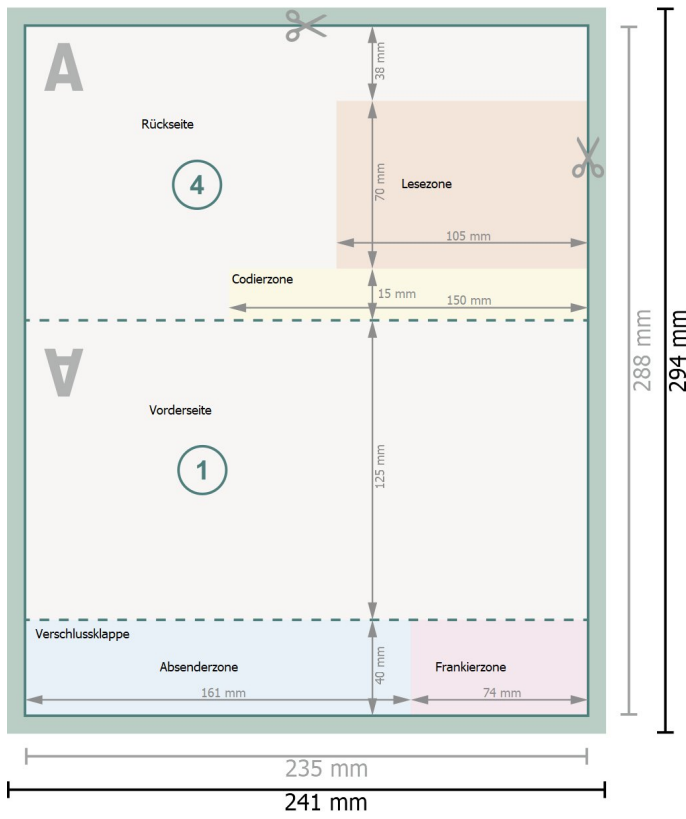 A
38 mm
Rückseite
4
70 mm
Lesezone
105 mm
Codierzone
15 mm
150 mm
A
Vorderseite
1
125 mm
288 mm
294 mm
Verschlussklappe
Absenderzone
40 mm
Frankierzone
161 mm
74 mm
235 mm
241 mm